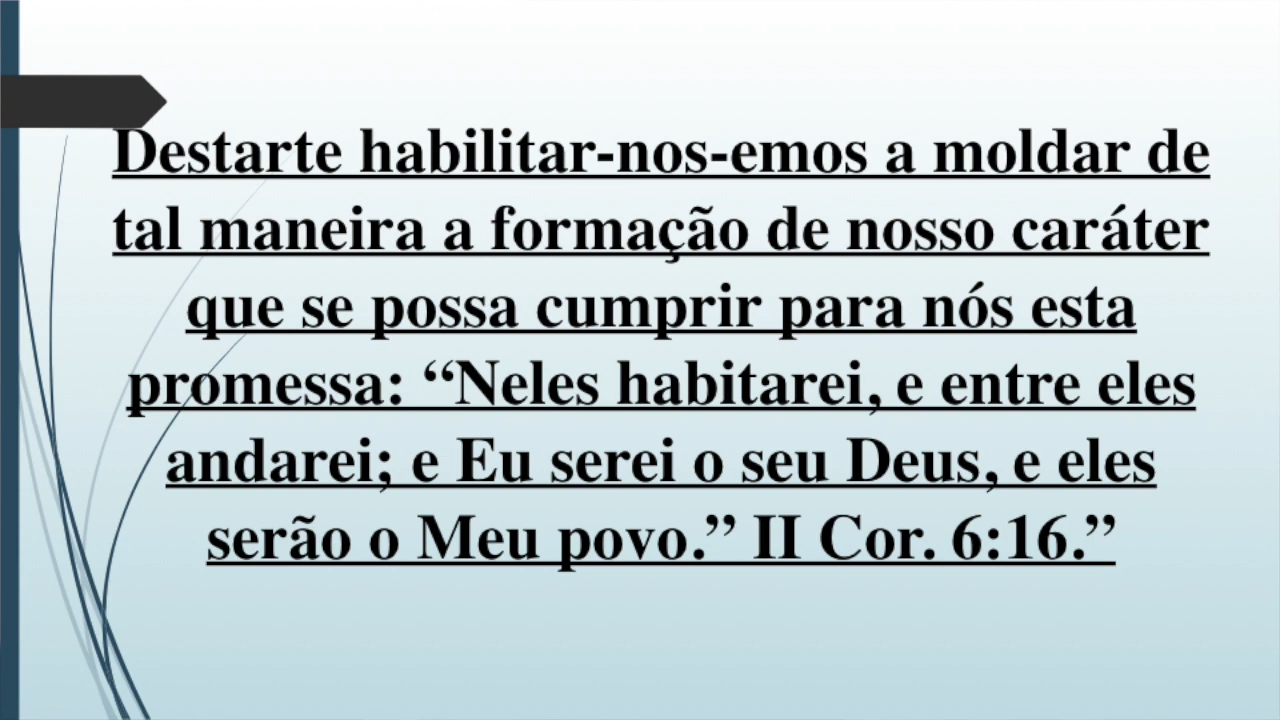 Destarte habilitar-nos-emos a moldar de
tal maneira a formação de nosso caráter
que se possa cumprir para nós esta
promessa: “Neles habitarei, e entre eles
andarei; e Eu serei o seu Deus, e eles
serão o Meu povo.” II Cor. 6:16.”